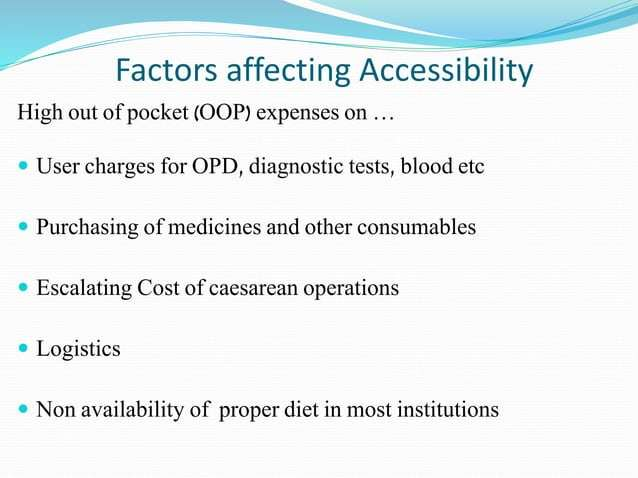 Factors affecting Accessibility
High out of pocket (OOP) expenses on …
• User charges for OPD, diagnostic tests, blood etc
• Purchasing of medicines and other consumables
• Escalating Cost of caesarean operations
• Logistics
• Non availability of proper diet in most institutions